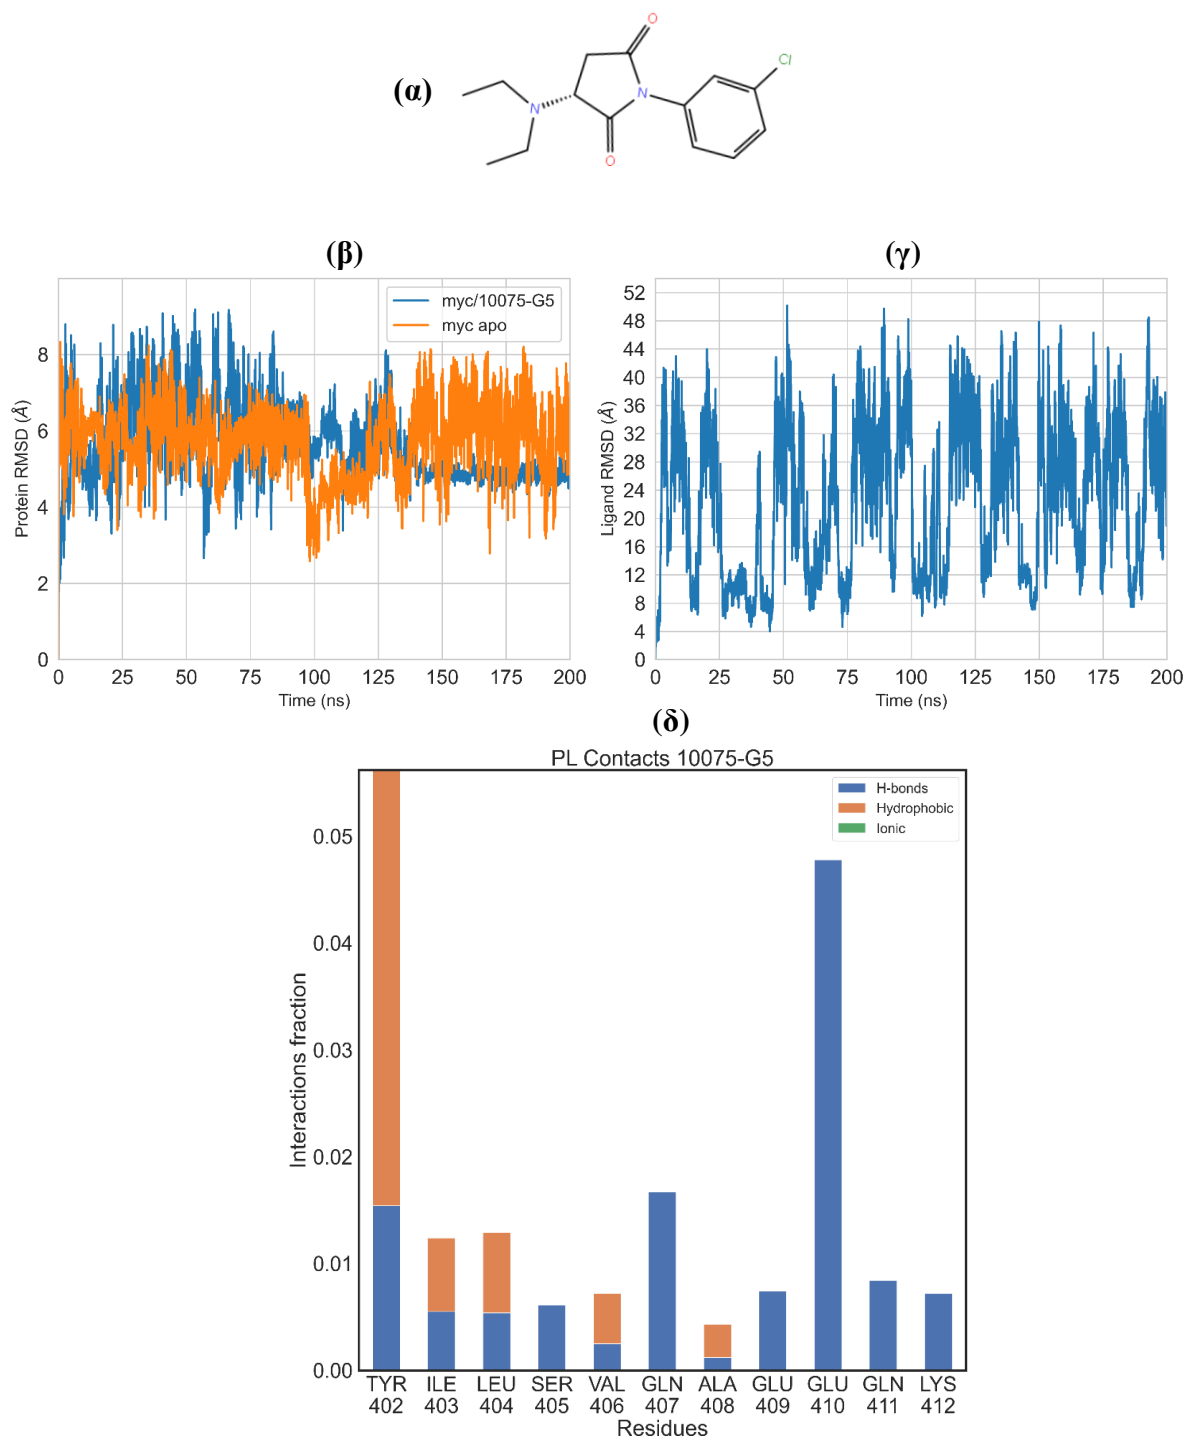 (α)
O
Cl
N
N
O
(β)
(γ)
myc/10075-G5
myc apo
Protein RMSD (Å)
8
6
4
2
0
0 25 50 75 100 125 150 175 200
Time (ns)
Ligand RMSD (Å)
52
48
44
40
36
32
28
24
20
16
12
8
4
0
0 25 50 75 100 125 150 175 200
Time (ns)
(δ)
PL Contacts 10075-G5
H-bonds
Hydrophobic
Ionic
Interactions fraction
0.05
0.04
0.03
0.02
0.01
0.00
TYR ILE LEU SER VAL GLN ALA GLU GLU GLN LYS
402 403 404 405 406 407 408 409 410 411 412
Residues